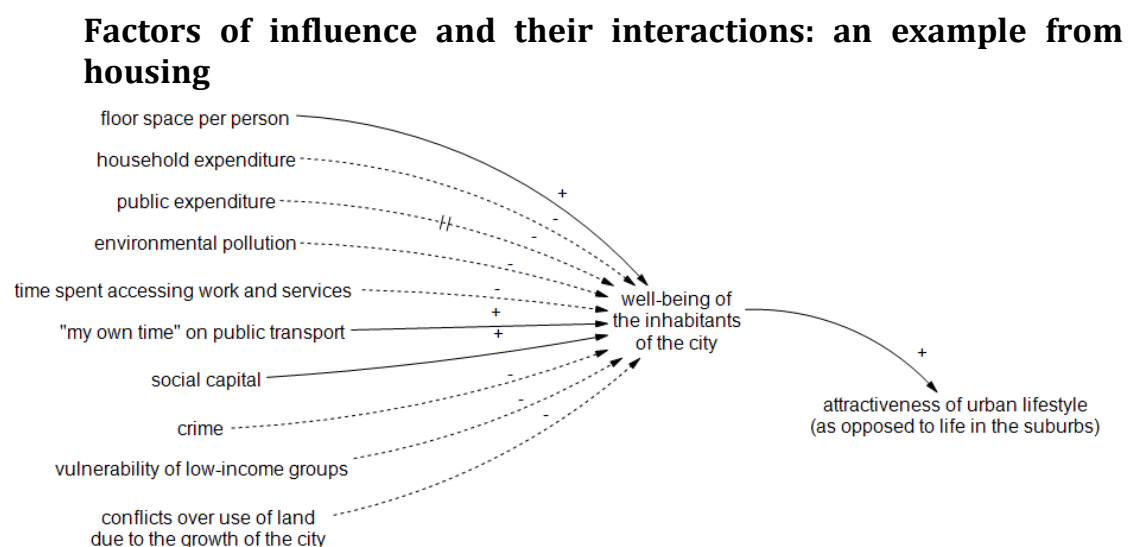 Factors of influence and their interactions: an example from
housing
floor space per person
household expenditure
public expenditure
environmental pollution
time spent accessing work and services
"my own time" on public transport
social capital
crime
vulnerability of low-income groups
conflicts over use of land
due to the growth of the city
+
-
-
-
-
+
+
-
-
-
well-being of
the inhabitants
of the city
+
attractiveness of urban lifestyle
(as opposed to life in the suburbs)